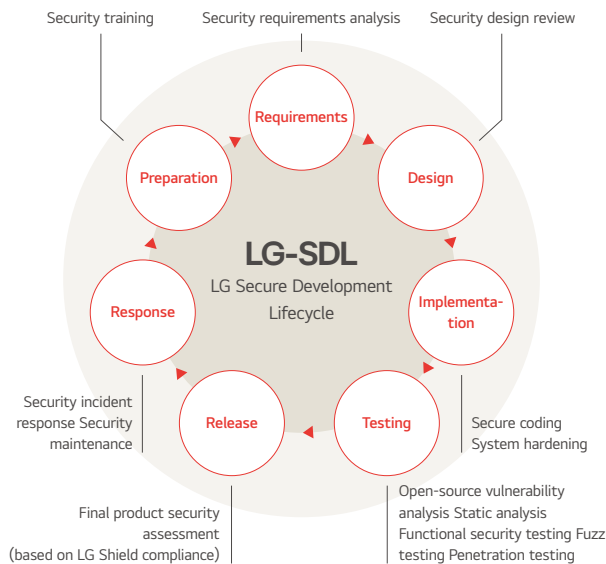 Security training
Security requirements analysis
Security design review
Requirements
Preparation
Design
LG-SDL
LG Secure Development
Lifecycle
Response
Implementa-
tion
Release
Testing
Security incident
response Security
maintenance
Secure coding
System hardening
Final product security
assessment
(based on LG Shield compliance)
Open-source vulnerability
analysis Static analysis
Functional security testing Fuzz
testing Penetration testing